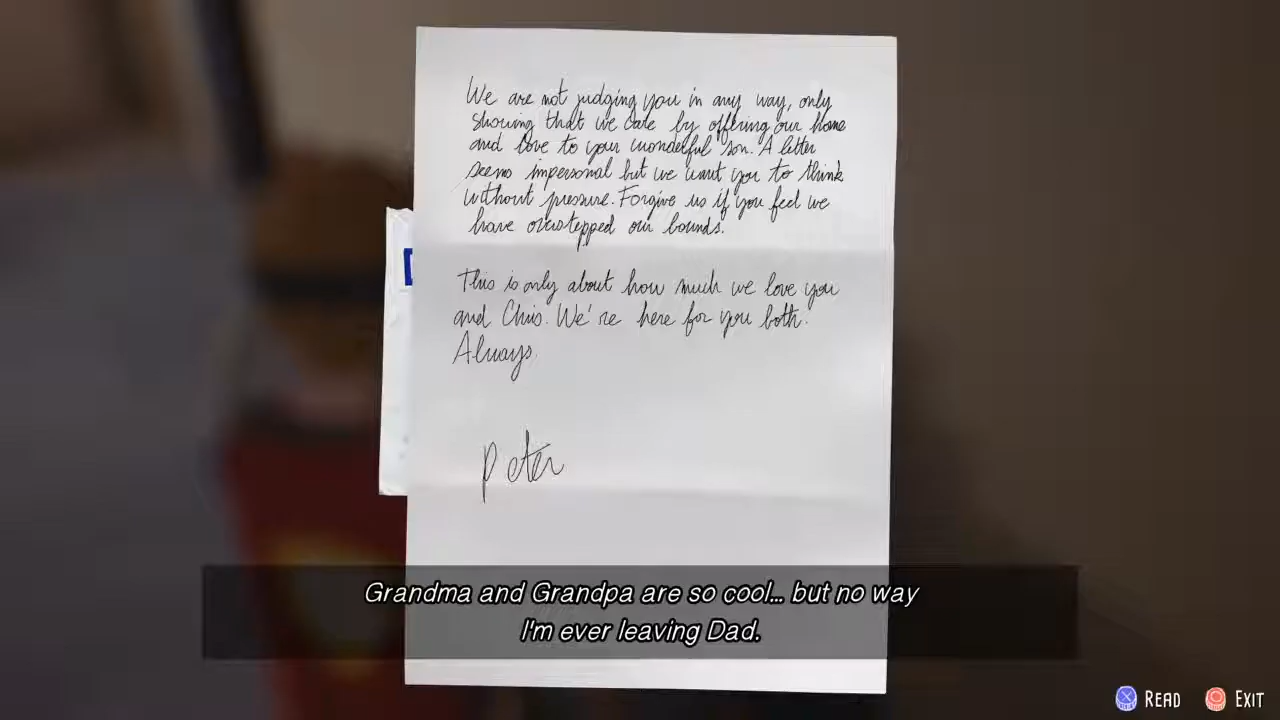 We are not judging you in any way, only
showing that we care by offering our home
and love to your wonderful son. A letter
seems impersonal but we want you to think
without pressure. Forgive us if you feel we
have overstepped our bounds.
This is only about how much we love you
and Chris. We're here for you both.
Always.
Peter
Grandma and Grandpa are so cool... but no way
I'm ever leaving Dad.
READ
EXIT